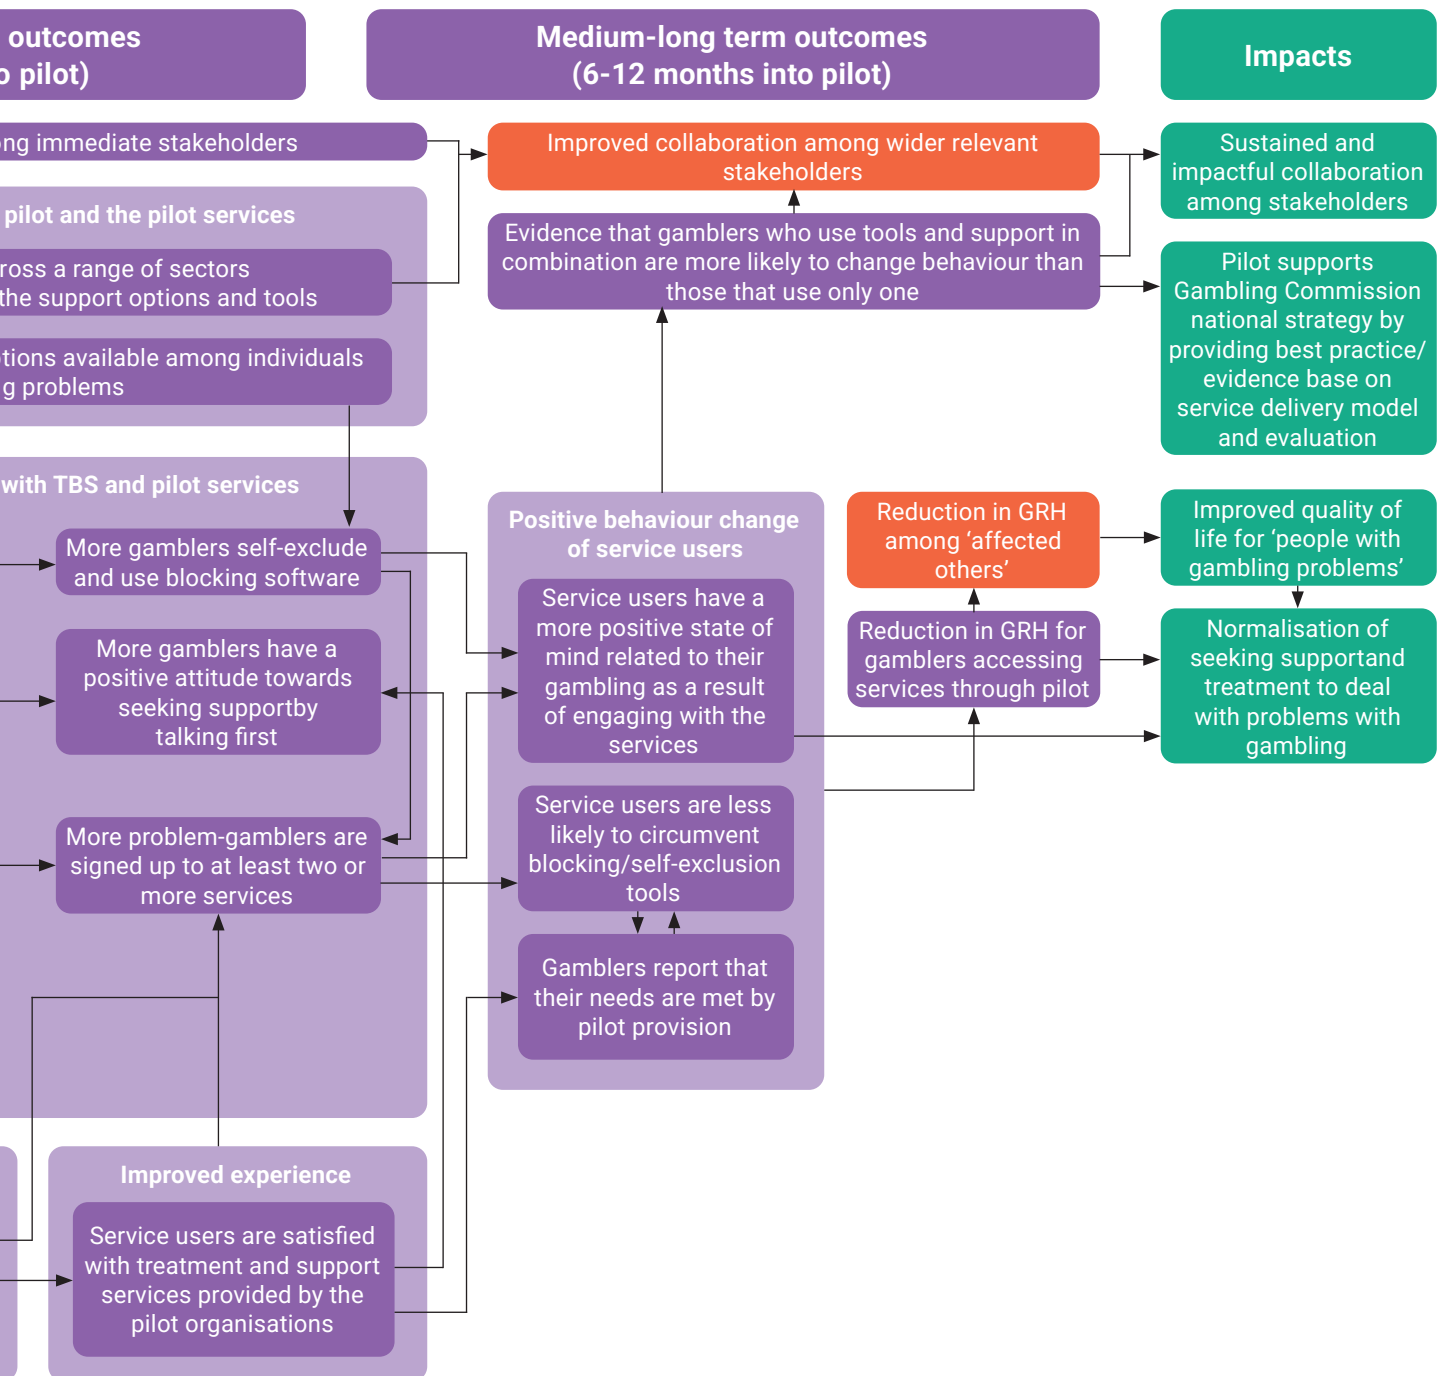 outcomes
o pilot)
Medium-long term outcomes
(6-12 months into pilot)
Impacts
ong immediate stakeholders
pilot and the pilot services
ross a range of sectors
the support options and tools
tions available among individuals
g problems
with TBS and pilot services
More gamblers self-exclude
and use blocking software
More gamblers have a
positive attitude towards
seeking supportby
talking first
More problem-gamblers are
signed up to at least two or
more services
Improved experience
Service users are satisfied
with treatment and support
services provided by the
pilot organisations
Improved collaboration among wider relevant
stakeholders
Evidence that gamblers who use tools and support in
combination are more likely to change behaviour than
those that use only one
Positive behaviour change
of service users
Service users have a
more positive state of
mind related to their
gambling as a result
of engaging with the
services
Service users are less
likely to circumvent
blocking/self-exclusion
tools
Gamblers report that
their needs are met by
pilot provision
Reduction in GRH
among ‘affected
others’
Reduction in GRH for
gamblers accessing
services through pilot
Sustained and
impactful collaboration
among stakeholders
Pilot supports
Gambling Commission
national strategy by
providing best practice/
evidence base on
service delivery model
and evaluation
Improved quality of
life for ‘people with
gambling problems’
Normalisation of
seeking supportand
treatment to deal
with problems with
gambling